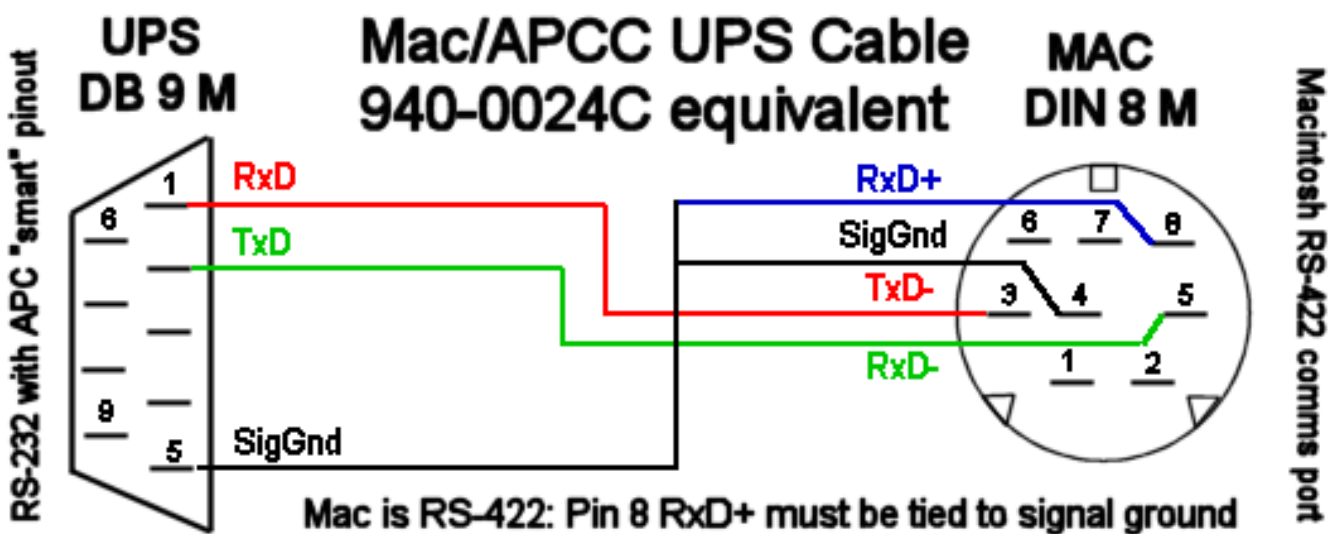 UPS
DB 9 M
Mac/APCC UPS Cable
940-0024C equivalent
MAC
DIN 8 M
RS-232 with APC "smart" pinout
Macintosh RS-422 comms port
1
6
9
5
RxD
TxD
SigGnd
RxD+
SigGnd
TxD-
RxD-
6
7
8
3
4
5
1
2
Mac is RS-422: Pin 8 RxD+ must be tied to signal ground